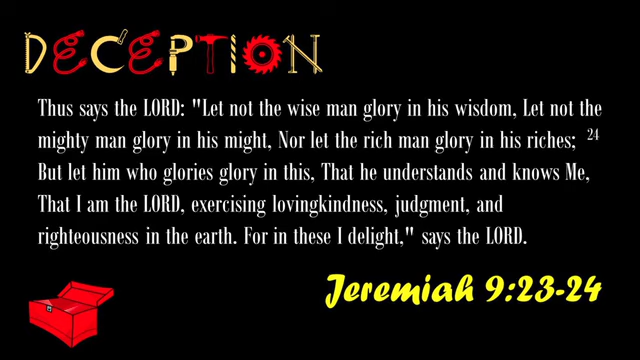 DECEPTION
Thus says the LORD: "Let not the wise man glory in his wisdom, Let not the
mighty man glory in his might, Nor let the rich man glory in his riches; 24
But let him who glories glory in this, That he understands and knows Me,
That I am the LORD, exercising lovingkindness, judgment, and
righteousness in the earth. For in these I delight," says the LORD.
Jeremiah 9:23-24